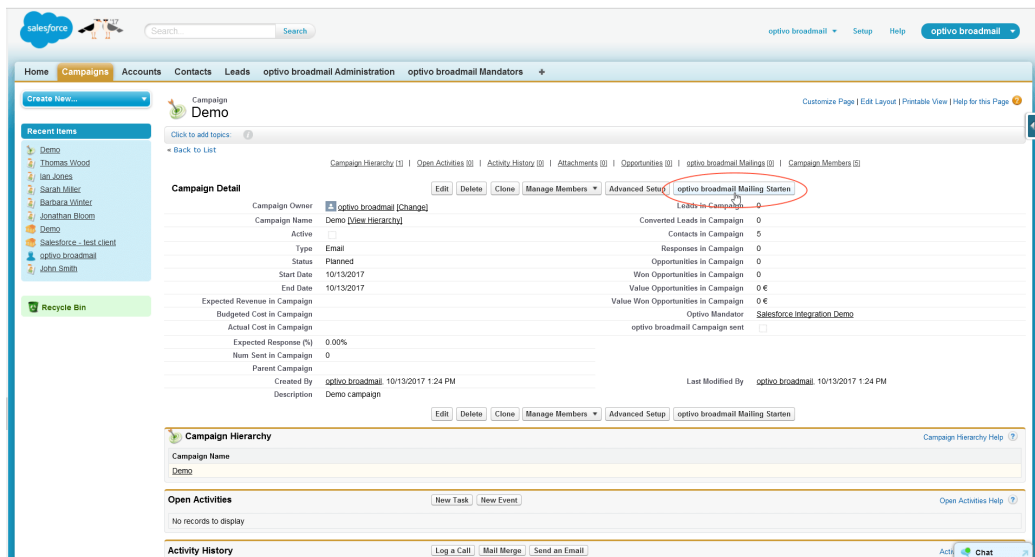 salesforce '17 Search... Search optivo broadmail Setup Help optivo broadmail
Home Campaigns Accounts Contacts Leads optivo broadmail Administration optivo broadmail Mandators +
Create New...
Recent Items
Demo
Thomas Wood
Ian Jones
Sarah Miller
Barbara Winter
Jonathan Bloom
Demo
Salesforce - test client
optivo broadmail
John Smith
Recycle Bin
Campaign
Demo
Customize Page | Edit Layout | Printable View | Help for this Page ?
Click to add topics: i
◄ Back to List
Campaign Hierarchy [1] | Open Activities [0] | Activity History [0] | Attachments [0] | Opportunities [0] | optivo broadmail Mailings [0] | Campaign Members [5]
Campaign Detail Edit Delete Clone Manage Members ▼ Advanced Setup optivo broadmail Mailing Starten
Campaign Owner optivo broadmail [Change] Leads in Campaign 0
Campaign Name Demo [View Hierarchy] Converted Leads in Campaign 0
Active Contacts in Campaign 5
Type Email Responses in Campaign 0
Status Planned Opportunities in Campaign 0
Start Date 10/13/2017 Won Opportunities in Campaign 0
End Date 10/13/2017 Value Opportunities in Campaign 0 €
Expected Revenue in Campaign Value Won Opportunities in Campaign 0 €
Budgeted Cost in Campaign Optivo Mandator Salesforce Integration Demo
Actual Cost in Campaign optivo broadmail Campaign sent
Expected Response (%) 0.00%
Num Sent in Campaign 0
Parent Campaign
Created By optivo broadmail, 10/13/2017 1:24 PM Last Modified By optivo broadmail, 10/13/2017 1:24 PM
Description Demo campaign
Edit Delete Clone Manage Members ▼ Advanced Setup optivo broadmail Mailing Starten
Campaign Hierarchy Campaign Hierarchy Help ?
Campaign Name
Demo
Open Activities New Task New Event Open Activities Help ?
No records to display
Activity History Log a Call Mail Merge Send an Email Acti Chat